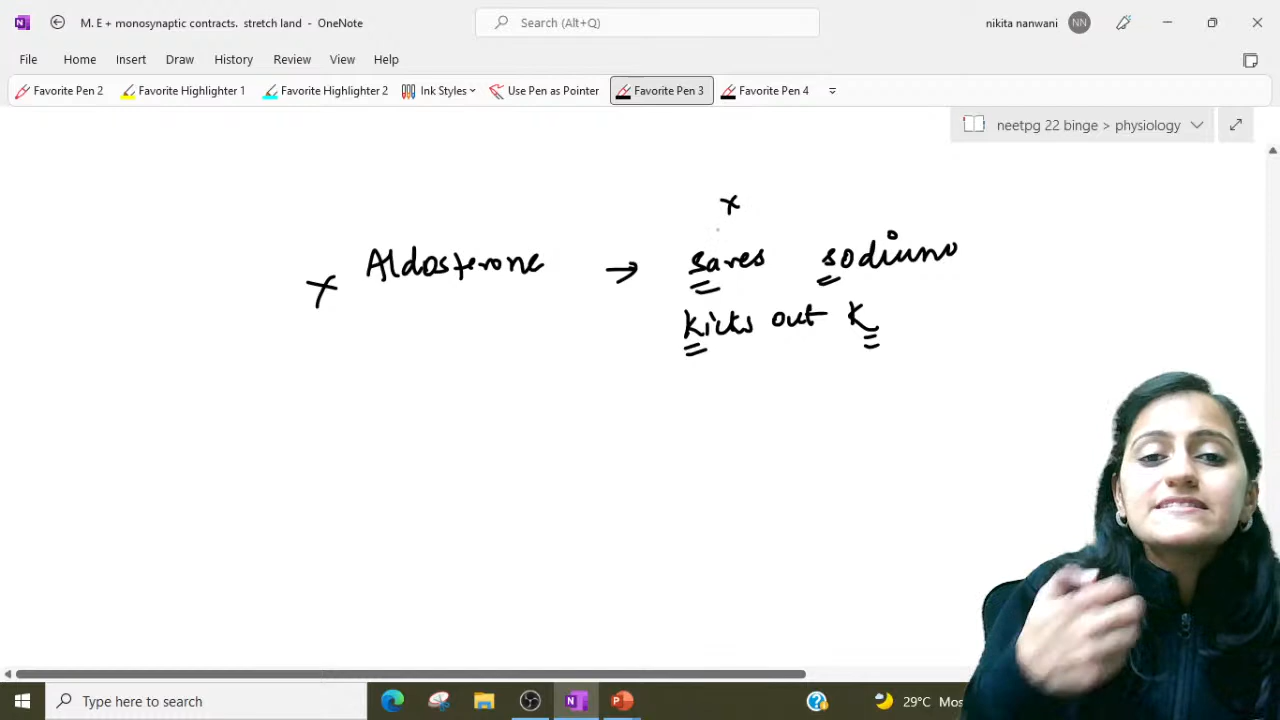 M. E + monosynaptic contracts. stretch land - OneNote
Search (Alt+Q)
nikita nanwani NN
File Home Insert Draw History Review View Help
Favorite Pen 2 Favorite Highlighter 1 Favorite Highlighter 2 Ink Styles Use Pen as Pointer Favorite Pen 3 Favorite Pen 4
neetpg 22 binge > physiology
x
x Aldosterone → saves sodium
kicks out K
Type here to search
29°C Mos